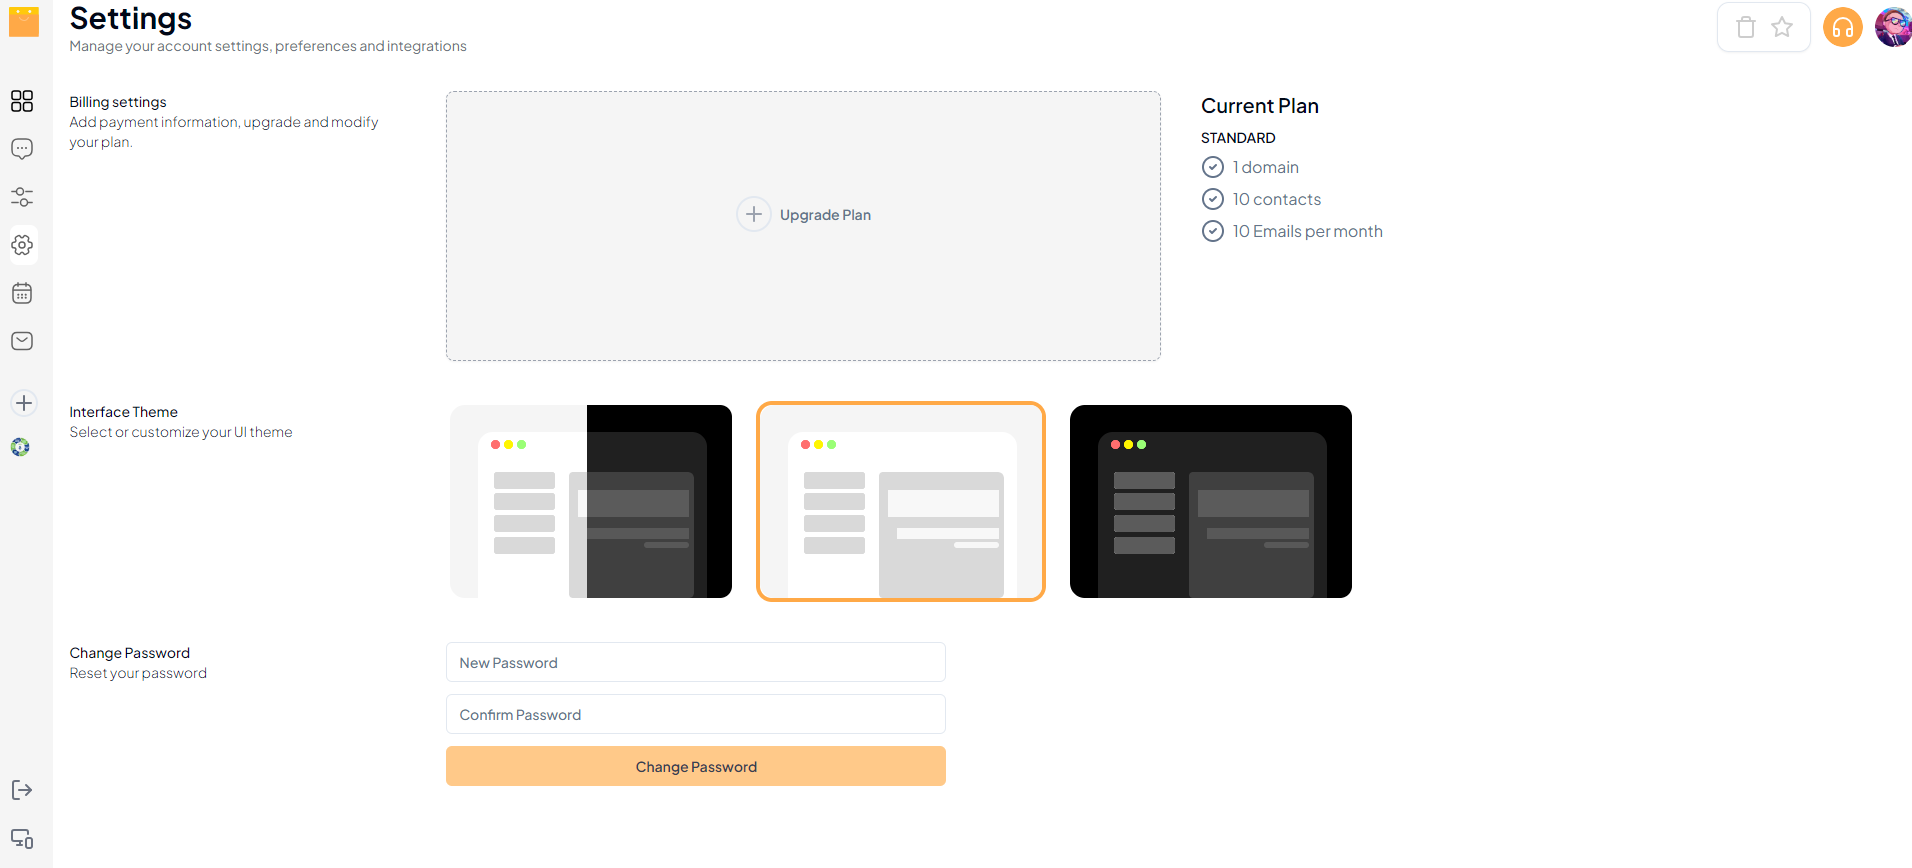 Settings
Manage your account settings, preferences and integrations
Billing settings
Add payment information, upgrade and modify
your plan.
Upgrade Plan
Current Plan
STANDARD
1 domain
10 contacts
10 Emails per month
Interface Theme
Select or customize your UI theme
Change Password
Reset your password
New Password
Confirm Password
Change Password